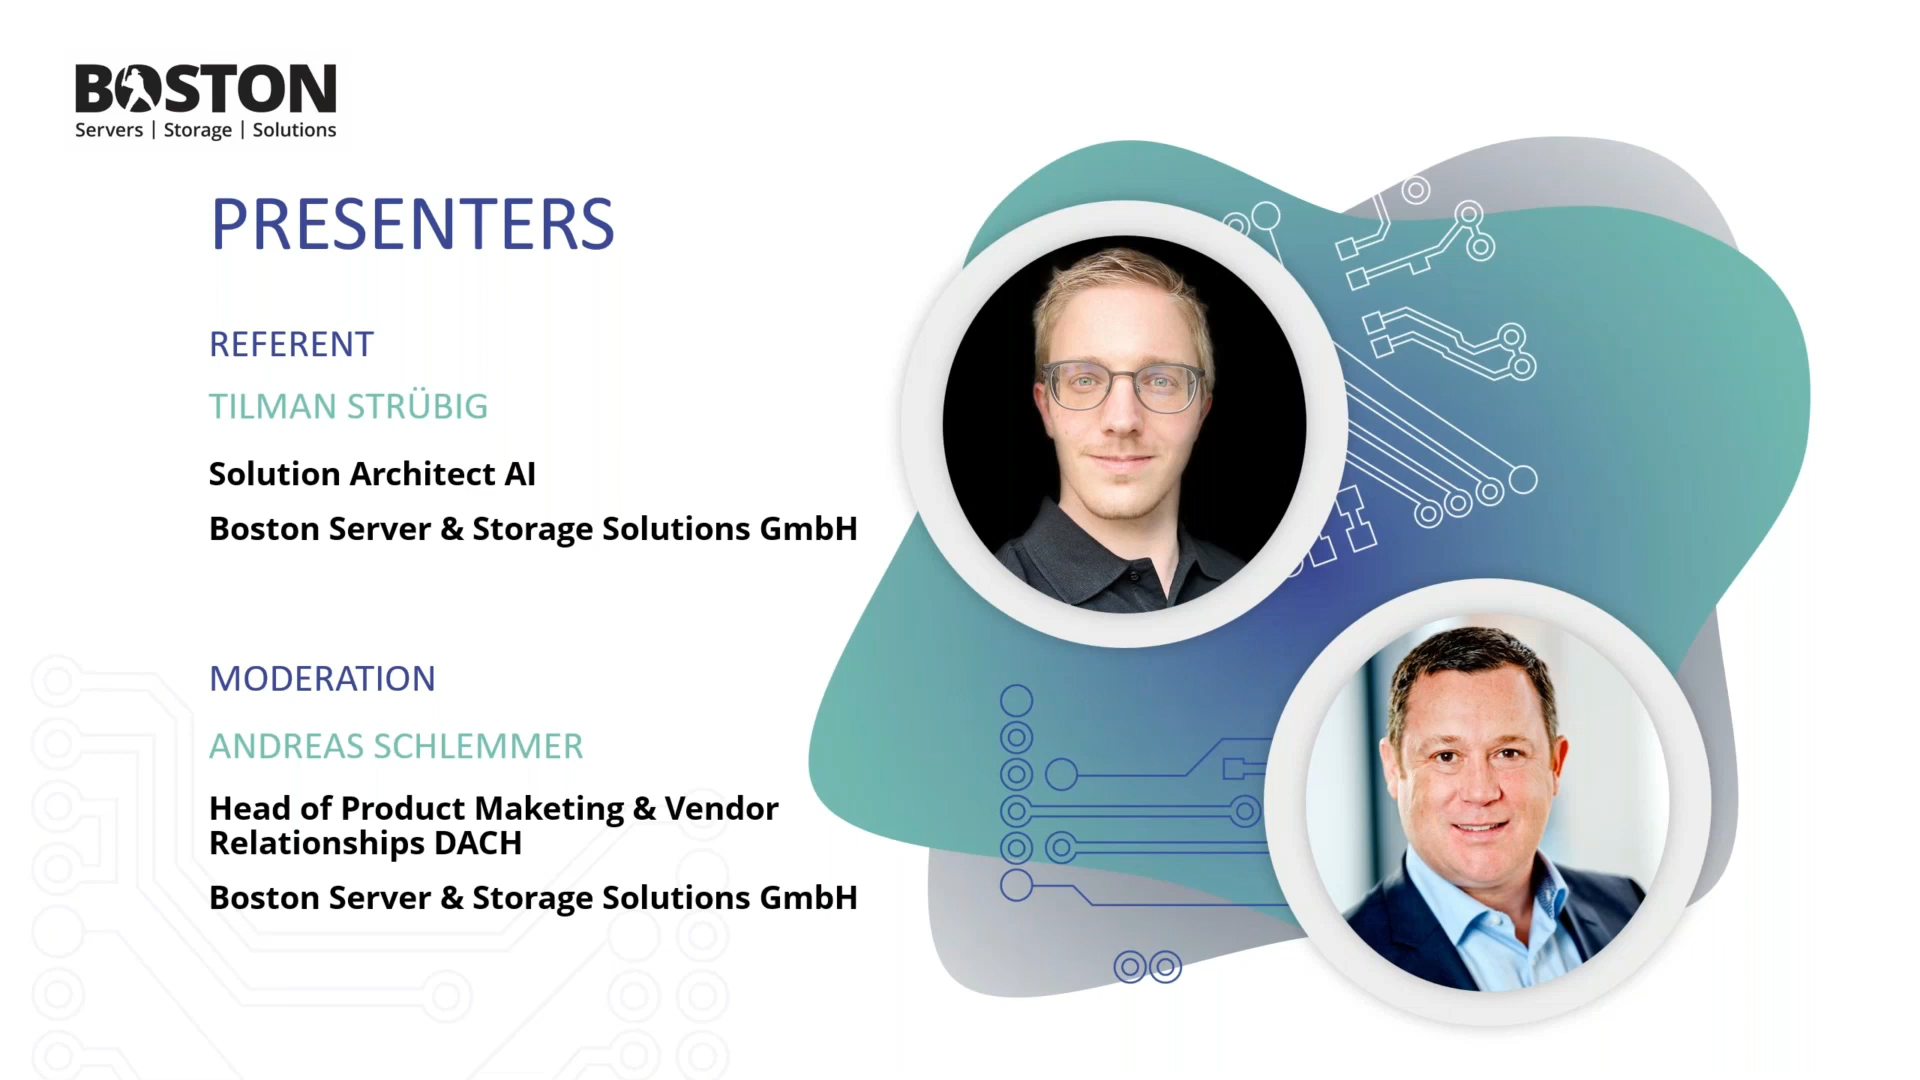 BOSTON
Servers | Storage | Solutions
PRESENTERS
REFERENT
TILMAN STRÜBIG
Solution Architect AI
Boston Server & Storage Solutions GmbH
MODERATION
ANDREAS SCHLEMMER
Head of Product Maketing & Vendor
Relationships DACH
Boston Server & Storage Solutions GmbH